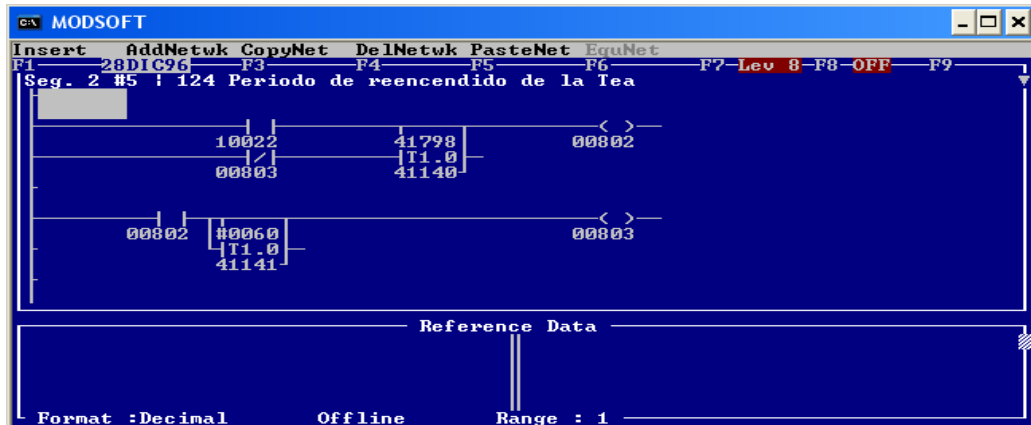 MODSOFT
Insert AddNetwk CopyNet DelNetwk PasteNet EquNet
F1 28DIC96 F3 F4 F5 F6 F7 Lev 8 F8 OFF F9
Seg. 2 #5 ¦ 124 Periodo de reencendido de la Tea
10022 41798 00802
T1.0
00803 41140
00802 #0060 00803
T1.0
41141
Reference Data
Format :Decimal Offline Range : 1